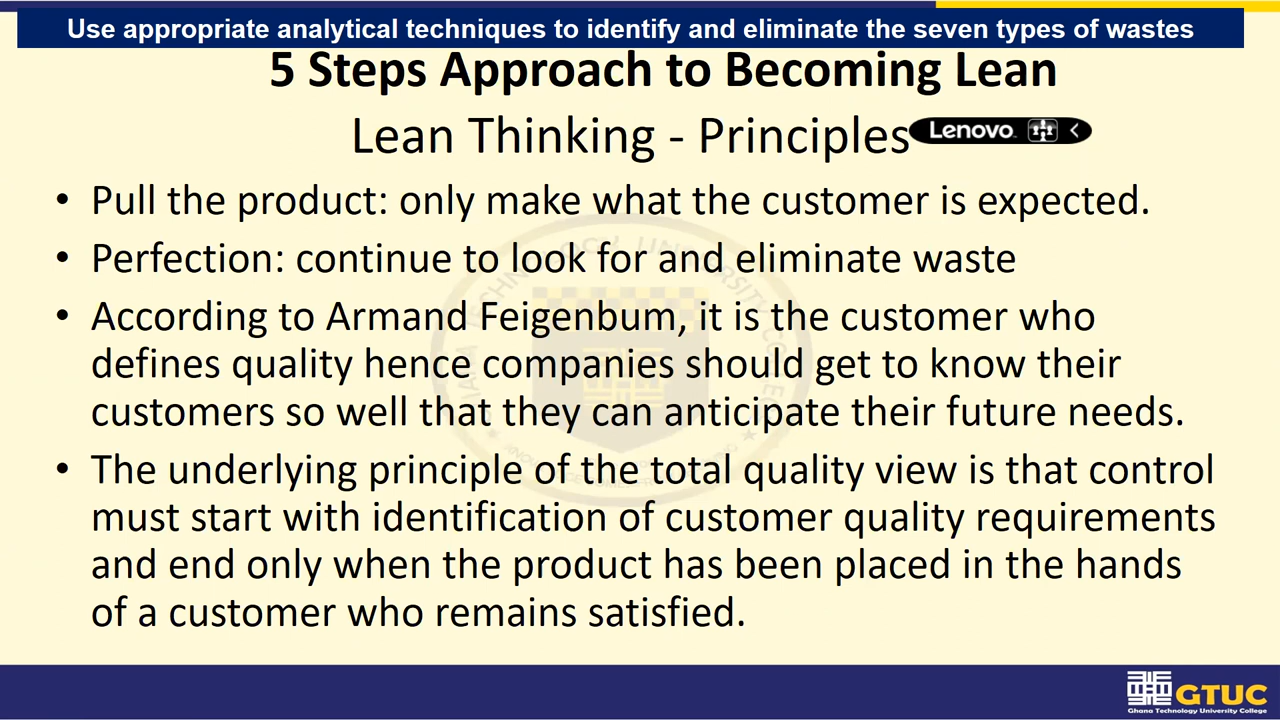 Use appropriate analytical techniques to identify and eliminate the seven types of wastes
5 Steps Approach to Becoming Lean
Lean Thinking - Principles
Lenovo
• Pull the product: only make what the customer is expected.
• Perfection: continue to look for and eliminate waste
• According to Armand Feigenbum, it is the customer who
defines quality hence companies should get to know their
customers so well that they can anticipate their future needs.
• The underlying principle of the total quality view is that control
must start with identification of customer quality requirements
and end only when the product has been placed in the hands
of a customer who remains satisfied.
GTUC
Ghana Technology University College